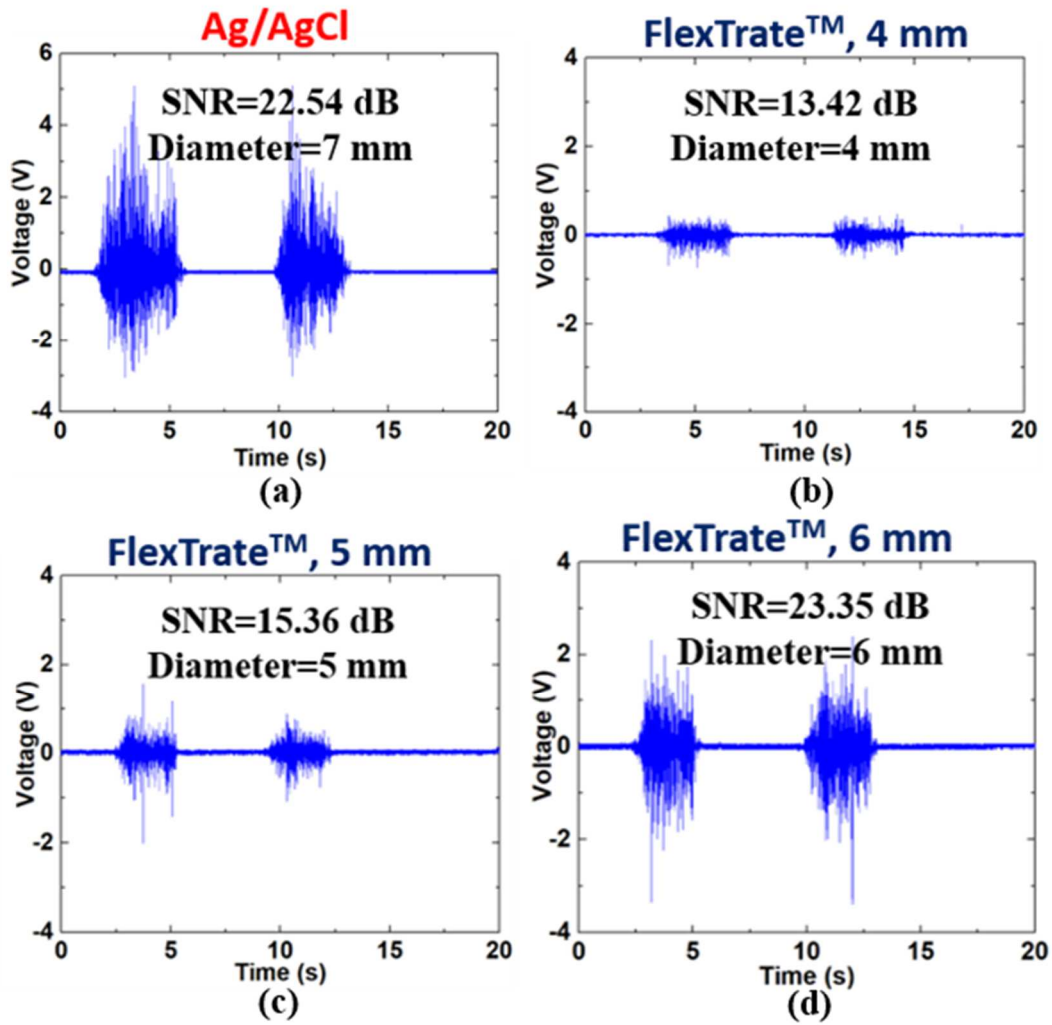 Ag/AgCl
SNR=22.54 dB
Diameter=7 mm
Voltage (V)
6
4
2
0
-2
-4
0
5
10
15
20
Time (s)
(a)
FlexTrate™, 4 mm
SNR=13.42 dB
Diameter=4 mm
Voltage (V)
4
2
0
-2
-4
0
5
10
15
20
Time (s)
(b)
FlexTrate™, 5 mm
SNR=15.36 dB
Diameter=5 mm
Voltage (V)
4
2
0
-2
-4
0
5
10
15
20
Time (s)
(c)
FlexTrate™, 6 mm
SNR=23.35 dB
Diameter=6 mm
Voltage (V)
4
2
0
-2
-4
0
5
10
15
20
Time (s)
(d)